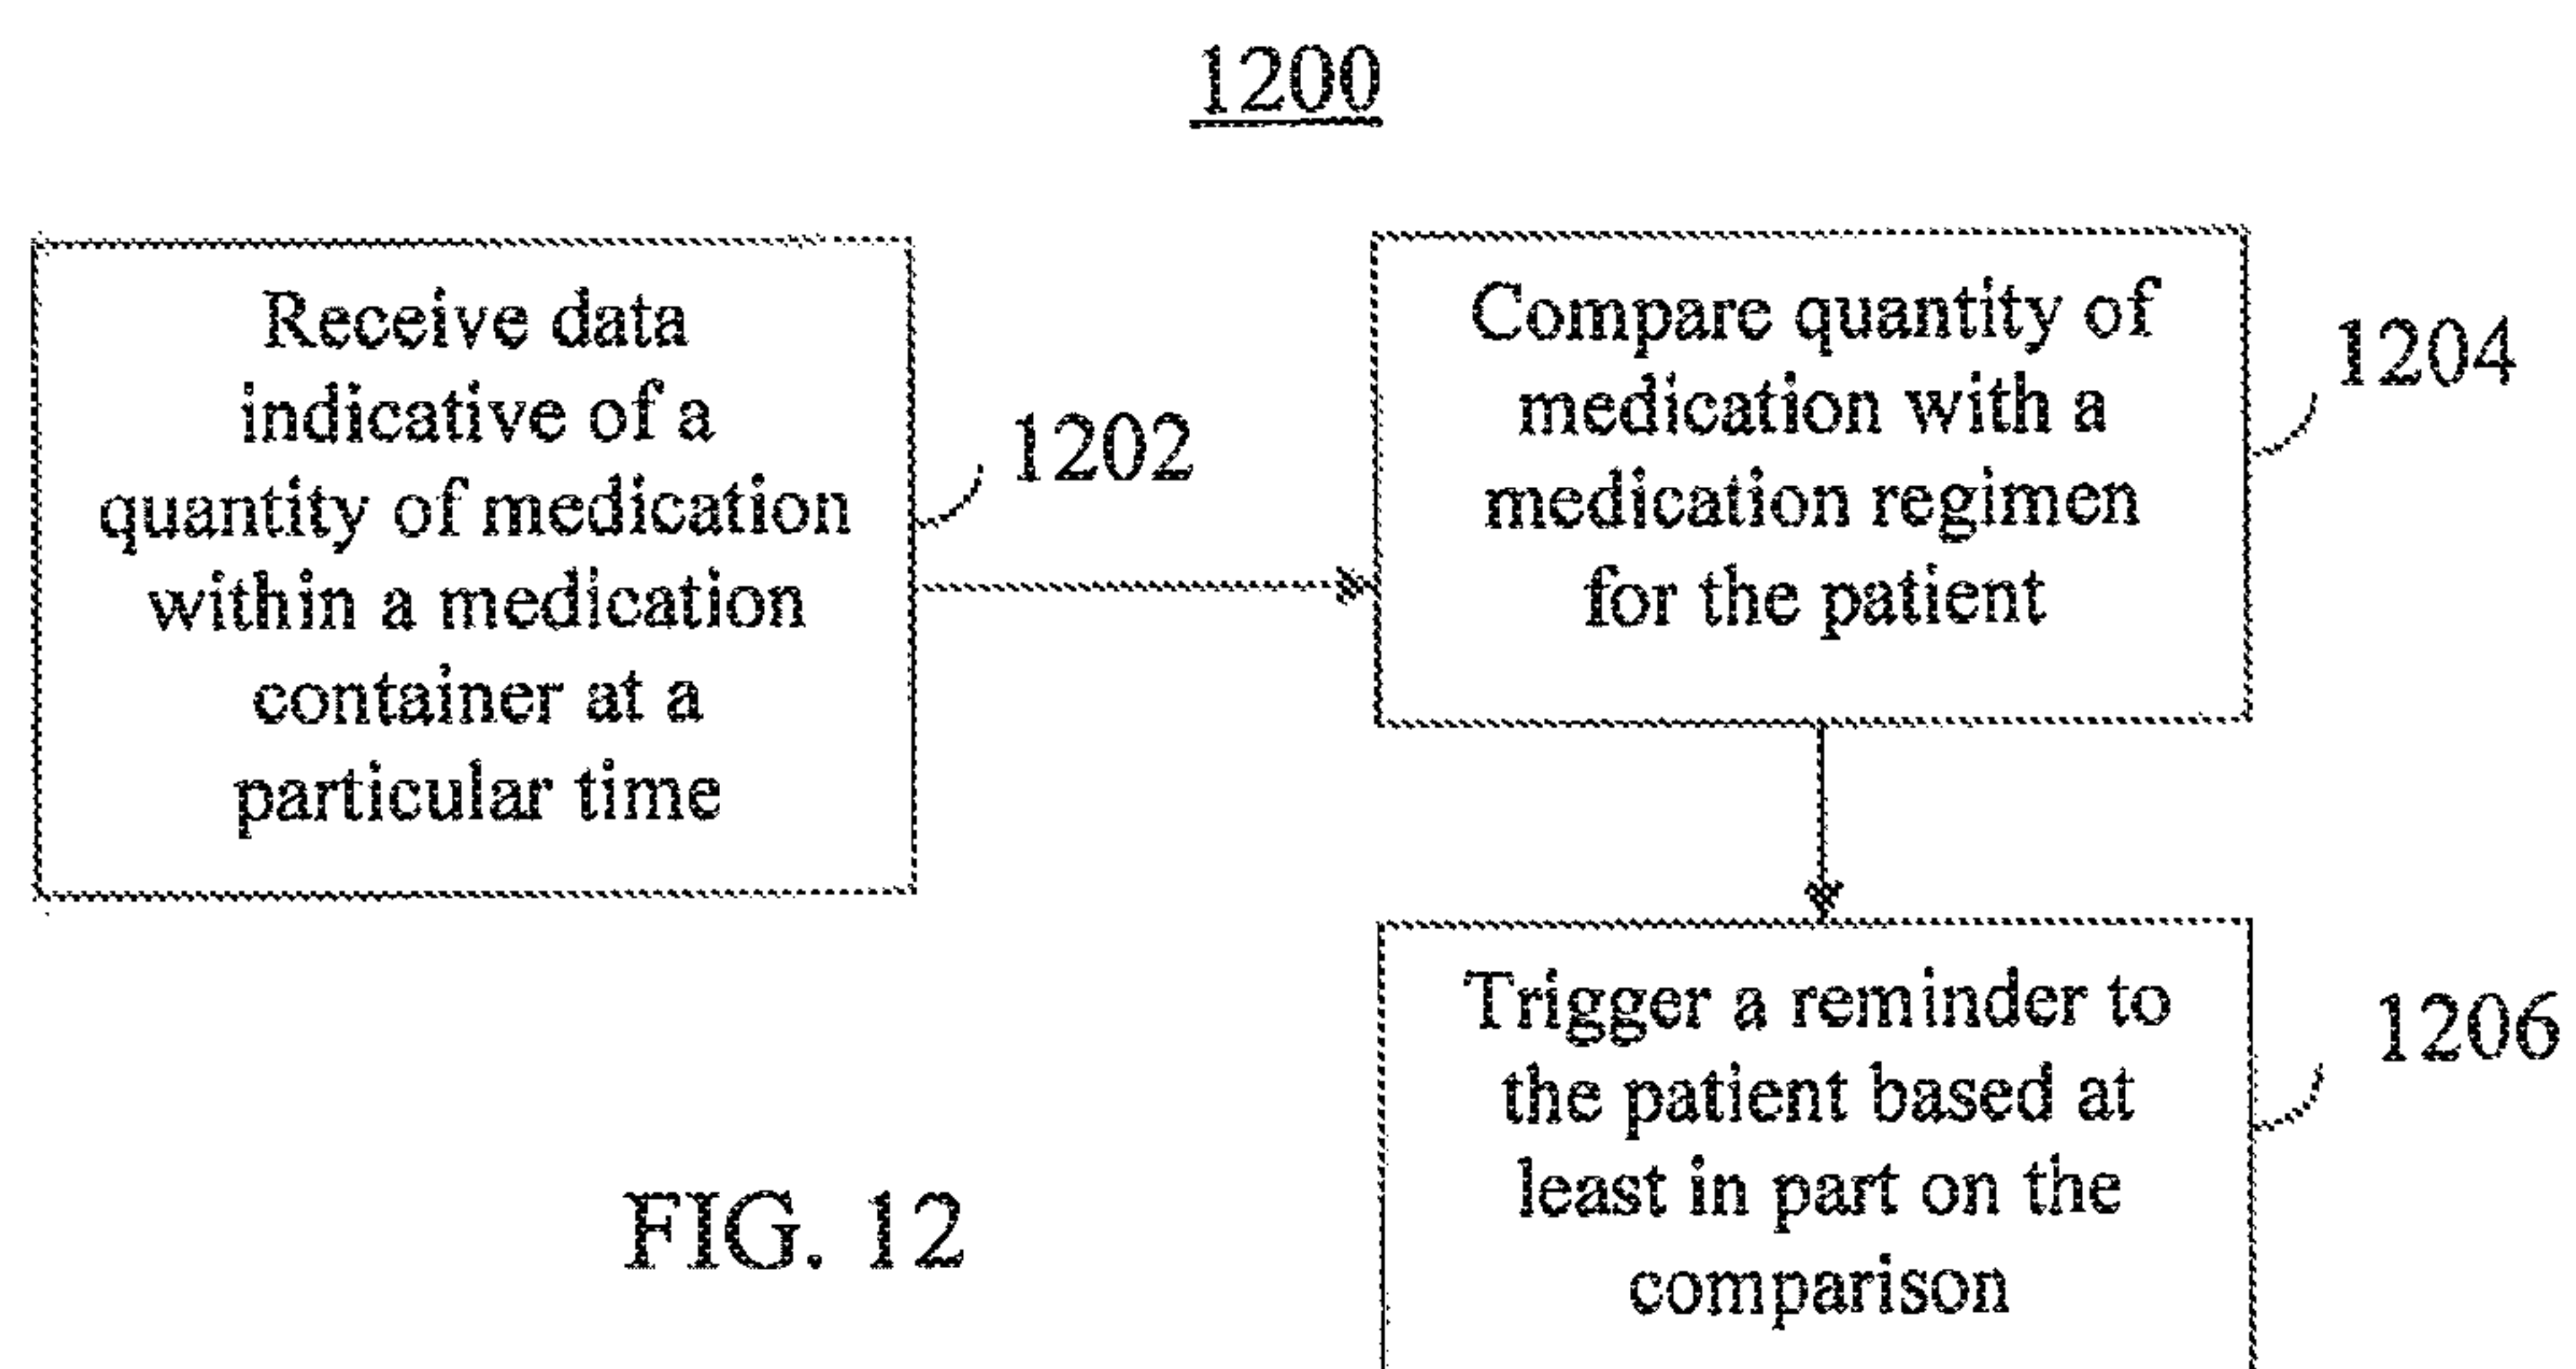 1200
Receive data
indicative of a
quantity of medication
within a medication
container at a
particular time
1202
Compare quantity of
medication with a
medication regimen
for the patient
1204
Trigger a reminder to
the patient based at
least in part on the
comparison
1206
FIG. 12